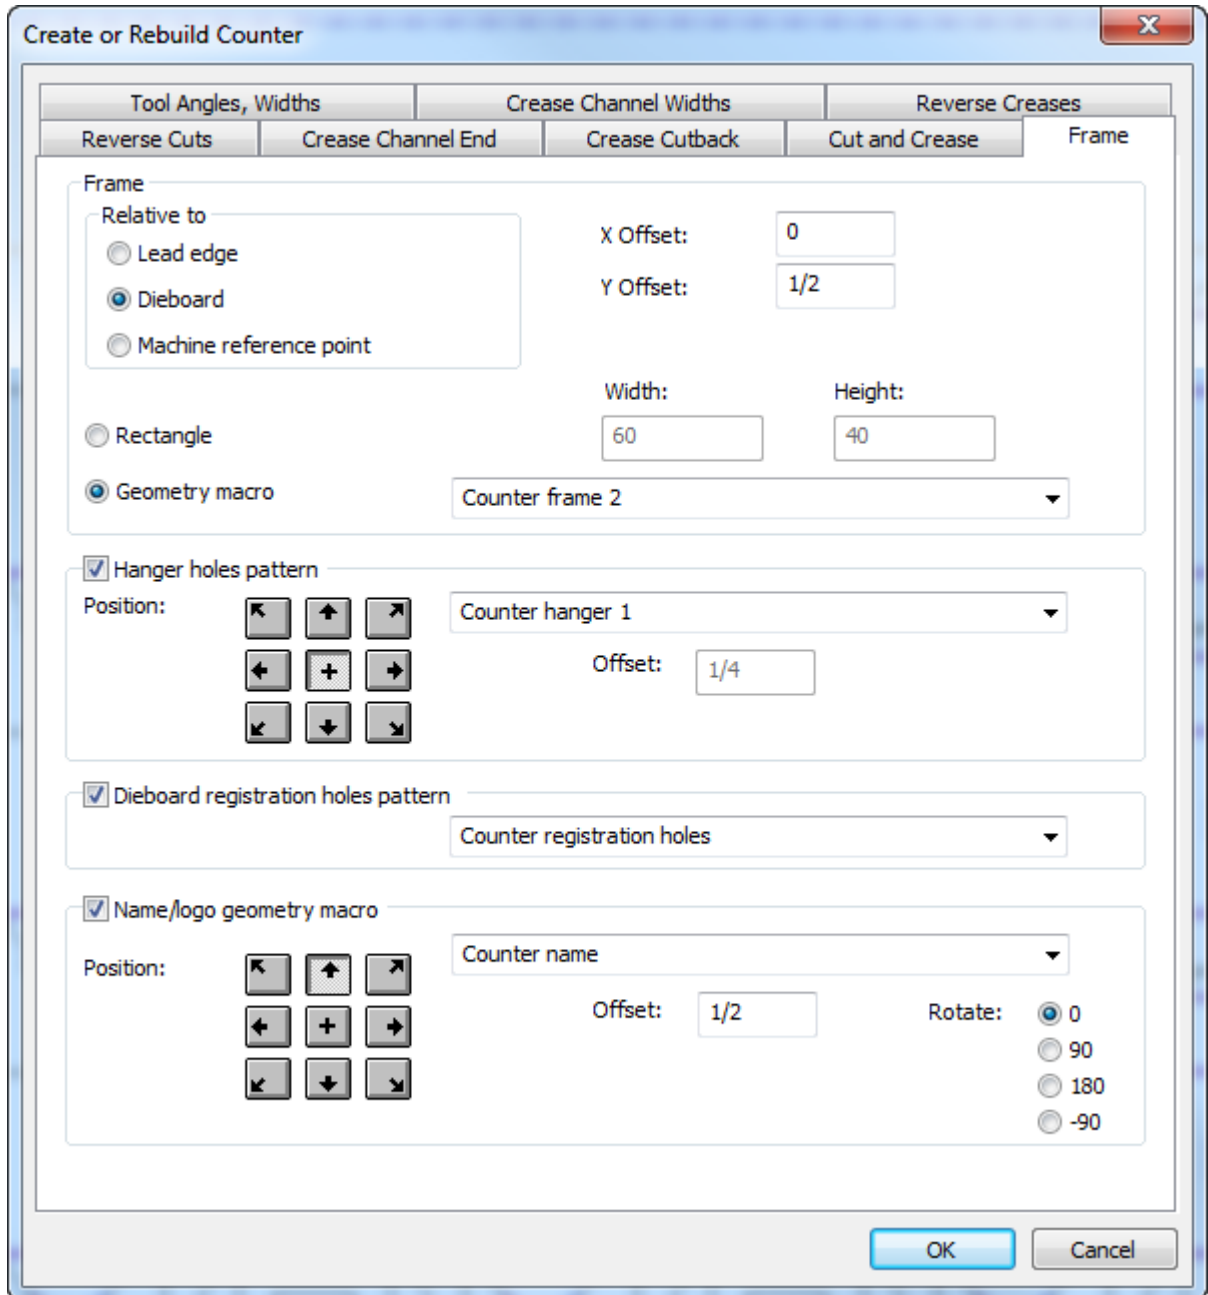 Create or Rebuild Counter
Tool Angles, Widths Crease Channel Widths Reverse Creases
Reverse Cuts Crease Channel End Crease Cutback Cut and Crease Frame
Frame
Relative to
Lead edge
X Offset: 0
Dieboard
Y Offset: 1/2
Machine reference point
Width: Height:
Rectangle 60 40
Geometry macro Counter frame 2
Hanger holes pattern
Position: Counter hanger 1
Offset: 1/4
Dieboard registration holes pattern
Counter registration holes
Name/logo geometry macro
Position: Counter name
Offset: 1/2 Rotate: 0
90
180
-90
OK Cancel